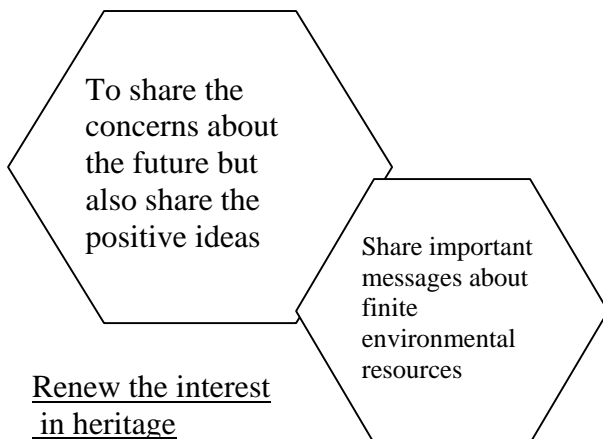 To share the
concerns about
the future but
also share the
positive ideas
Share important
messages about
finite
environmental
resources
Renew the interest
in heritage